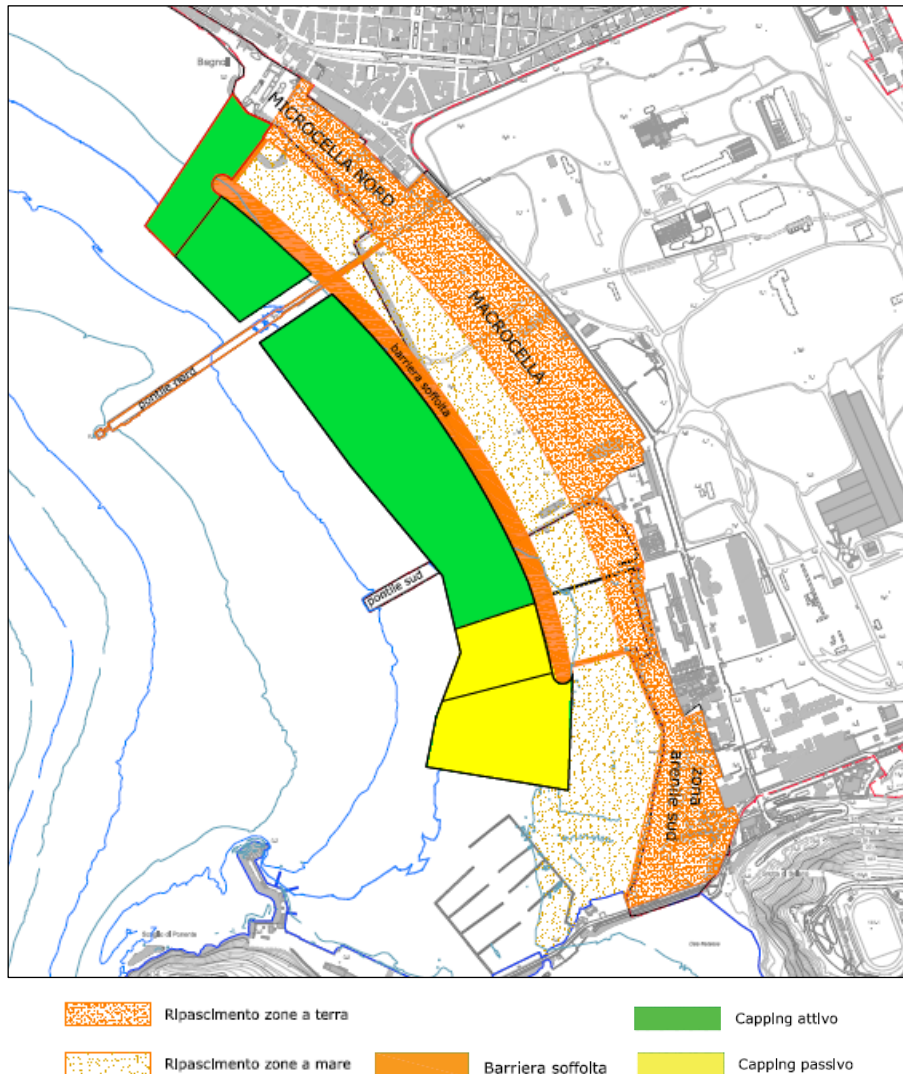 Bagnoli
MICROCELLA NORD
MACROCELLA
barriera soffolta
pontile nord
pontile sud
zona
arenile sud
Ripascimento zone a terra
Capping attivo
Ripascimento zone a mare
Barriera soffolta
Capping passivo